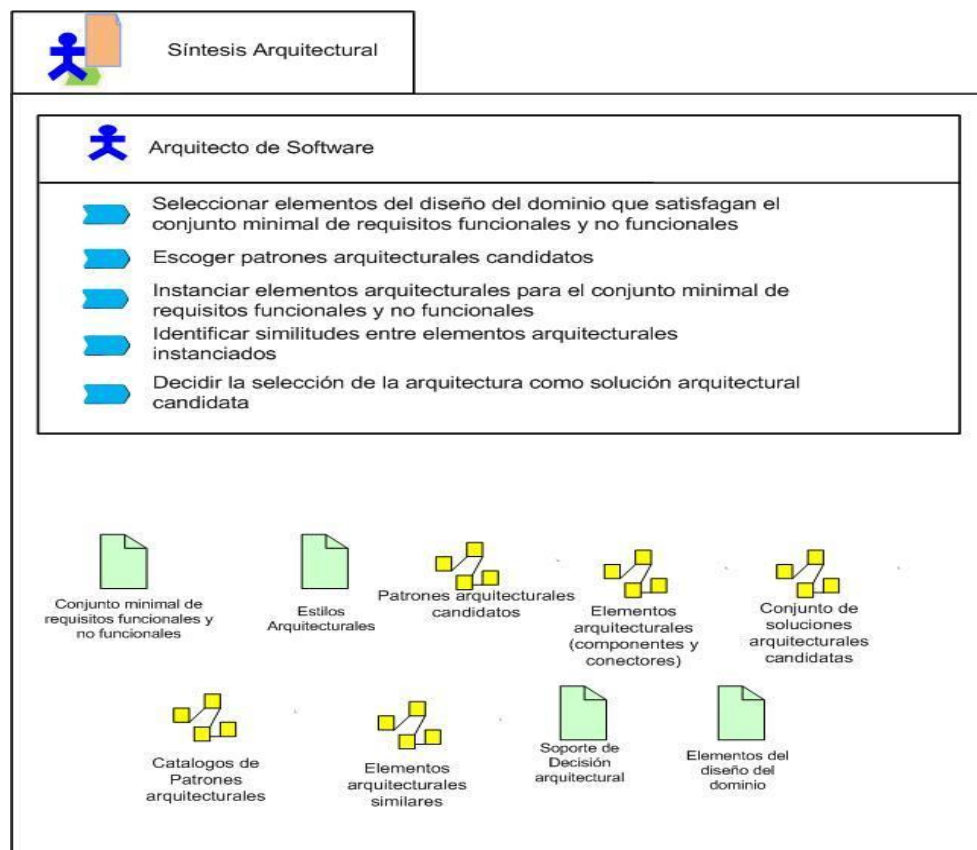 Síntesis Arquitectural
Arquitecto de Software
Seleccionar elementos del diseño del dominio que satisfagan el
conjunto minimal de requisitos funcionales y no funcionales
Escoger patrones arquitecturales candidatos
Instanciar elementos arquitecturales para el conjunto minimal de
requisitos funcionales y no funcionales
Identificar similitudes entre elementos arquitecturales
instanciados
Decidir la selección de la arquitectura como solución arquitectural
candidata
Conjunto minimal de
requisitos funcionales y
no funcionales
Estilos
Arquitecturales
Patrones arquitecturales
candidatos
Elementos
arquitecturales
(componentes y
conectores)
Conjunto de
soluciones
arquitecturales
candidatas
Catalogos de
Patrones
arquitecturales
Elementos
arquitecturales
similares
Soporte de
Decisión
arquitectural
Elementos del
diseño del
dominio